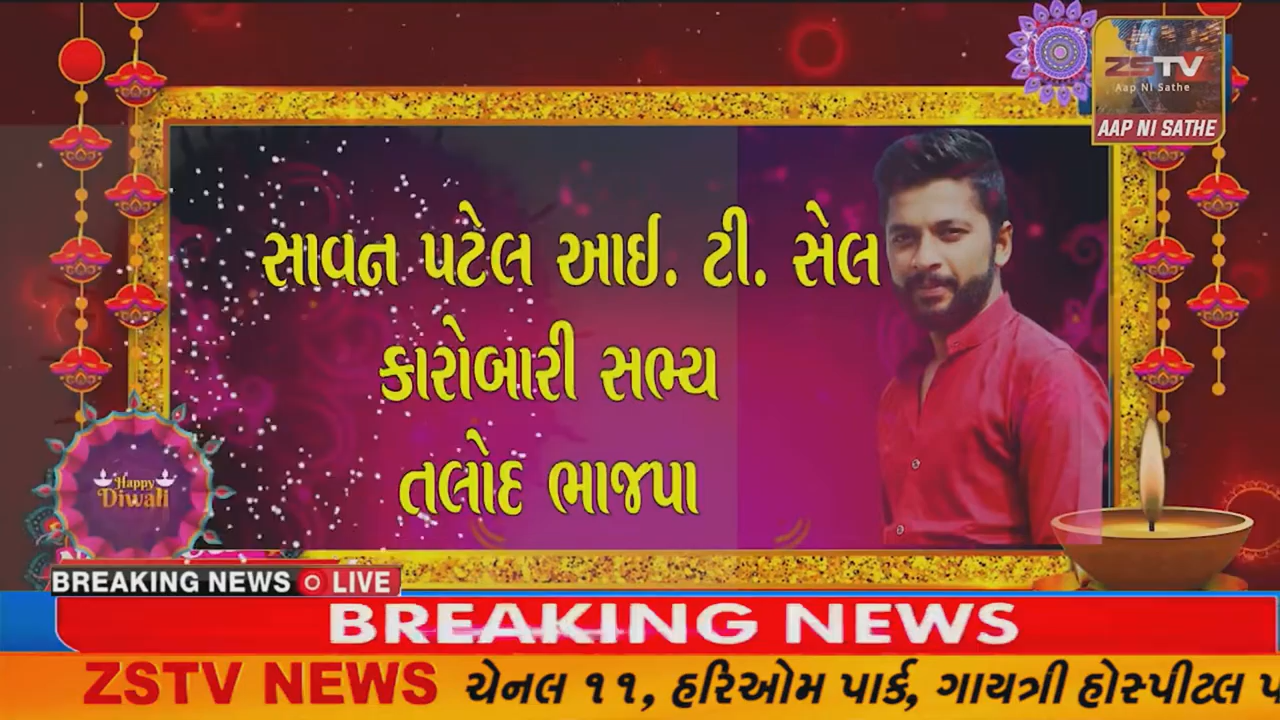 ZSTV
Aap Ni Sathe
AAP NI SATHE
સાવન પટેલ આઈ. ટી. સેલ
કારોબારી સભ્ય
તલોદ ભાજપા
Happy
Diwali
BREAKING NEWS LIVE
BREAKING NEWS
ZSTV NEWS ચેનલ ૧૧, હરિઓમ પાર્ક, ગાયત્રી હોસ્પીટલ